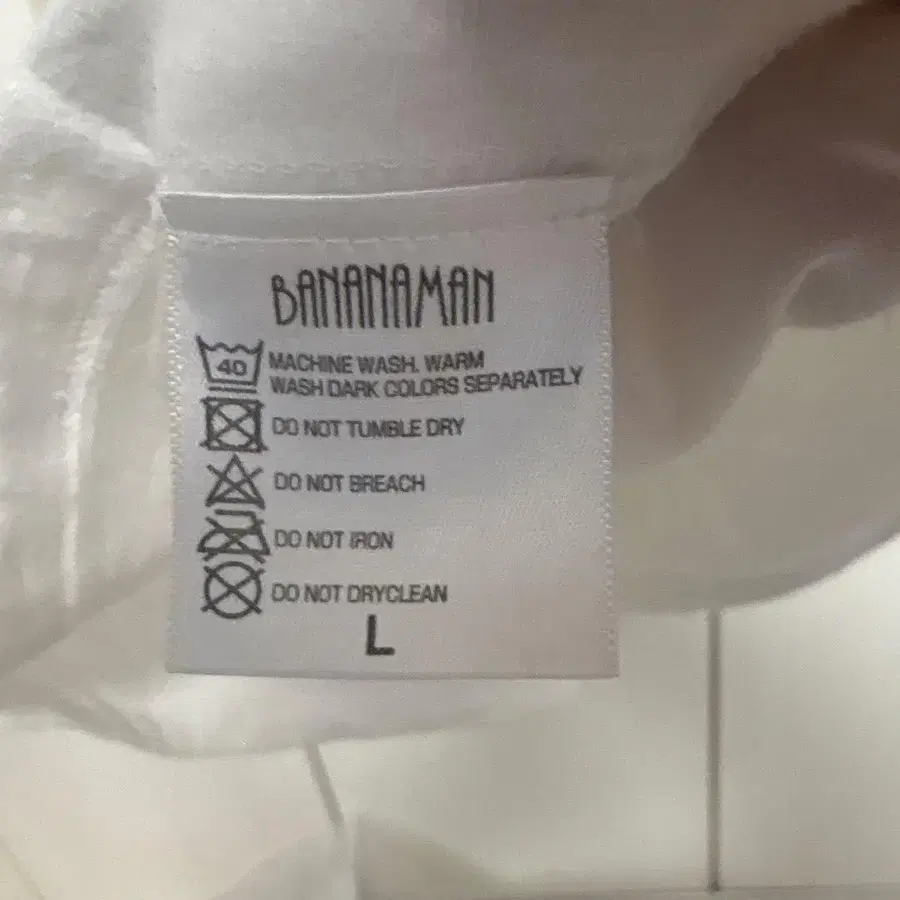 BANANAMAN
40 MACHINE WASH. WARM
WASH DARK COLORS SEPARATELY
DO NOT TUMBLE DRY
DO NOT BREACH
DO NOT IRON
DO NOT DRYCLEAN
L